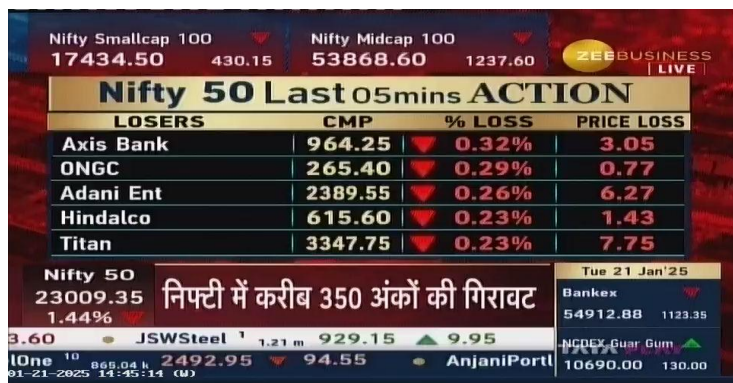 Nifty Smallcap 100 Nifty Midcap 100
17434.50 430.15 53868.60 1237.60
ZEEBUSINESS
LIVE
Nifty 50 Last 05mins ACTION
LOSERS CMP % LOSS PRICE LOSS
Axis Bank 964.25 0.32% 3.05
ONGC 265.40 0.29% 0.77
Adani Ent 2389.55 0.26% 6.27
Hindalco 615.60 0.23% 1.43
Titan 3347.75 0.23% 7.75
Nifty 50
23009.35
1.44%
निफ्टी में करीब 350 अंकों की गिरावट
Tue 21 Jan'25
Bankex
54912.88 1123.35
3.60 JSWSteel 1 1.21 m 929.15 9.95
NCDEX Guar Gum
10690.00 130.00
lOne 10 865.04 k 2492.95 94.55 AnjaniPortl
01-21-2025 14:45:14 (W)